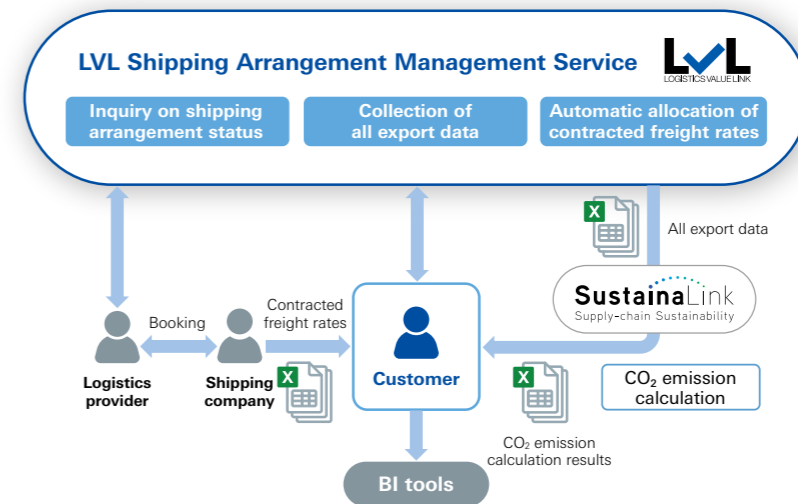 LVL Shipping Arrangement Management Service
LVL
LOGISTICS VALUE LINK
Inquiry on shipping
arrangement status
Collection of
all export data
Automatic allocation of
contracted freight rates
X
All export data
SustainaLink
Supply-chain Sustainability
Booking
Contracted
freight rates
Logistics
provider
Shipping
company
X
Customer
X
CO₂ emission
calculation
CO₂ emission
calculation results
BI tools